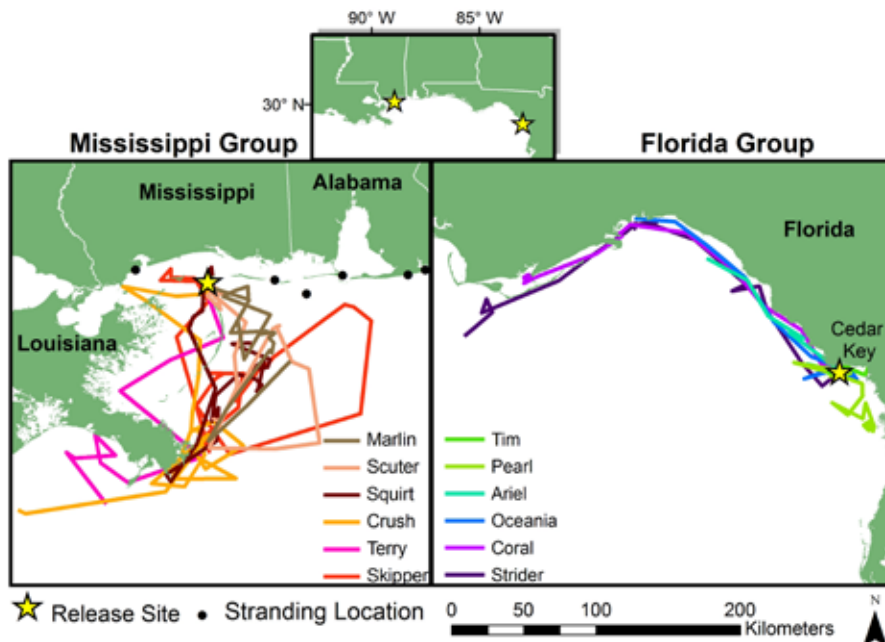 90° W 85° W
30° N
Mississippi Group Florida Group
Mississippi
Alabama
Louisiana
Florida
Cedar
Key
Marlin
Scuter
Squirt
Crush
Terry
Skipper
Tim
Pearl
Ariel
Oceania
Coral
Strider
Release Site Stranding Location
0 50 100 200
Kilometers
N